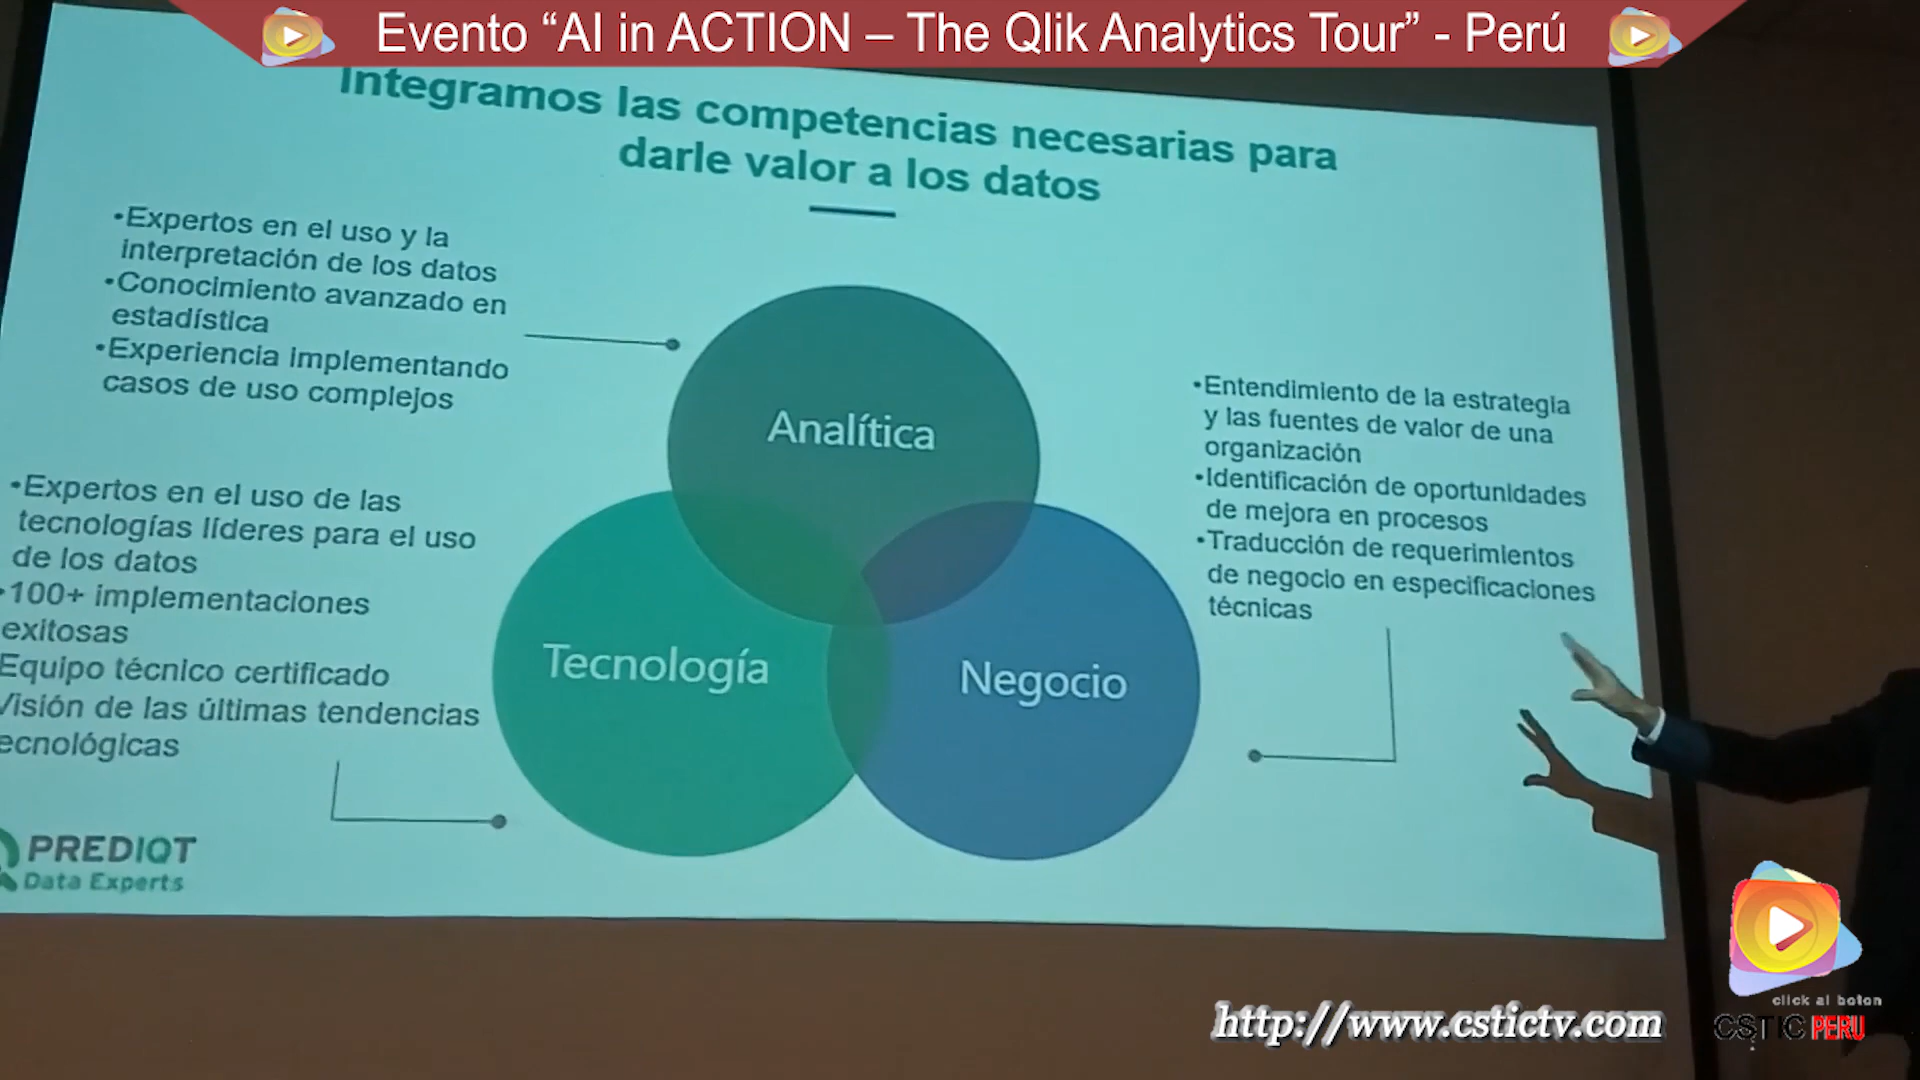 Evento “AI in ACTION – The Qlik Analytics Tour” - Perú
Integramos las competencias necesarias para
darle valor a los datos
•Expertos en el uso y la
interpretación de los datos
•Conocimiento avanzado en
estadística
•Experiencia implementando
casos de uso complejos
Analítica
•Entendimiento de la estrategia
y las fuentes de valor de una
organización
•Identificación de oportunidades
de mejora en procesos
•Traducción de requerimientos
de negocio en especificaciones
técnicas
•Expertos en el uso de las
tecnologías líderes para el uso
de los datos
•100+ implementaciones
exitosas
Equipo técnico certificado
Visión de las últimas tendencias
ecnológicas
Tecnología
Negocio
PREDIQT
Data Experts
click al boton
http://www.cstictv.com
CSTIC PERU